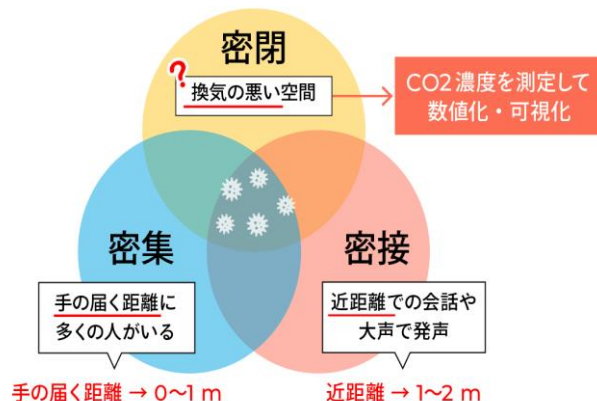 密閉
?
換気の悪い空間
CO2濃度を測定して
数値化・可視化
密集
密接
手の届く距離に
多くの人がいる
近距離での会話や
大声で発声
手の届く距離 → 0〜1 m
近距離 → 1〜2 m